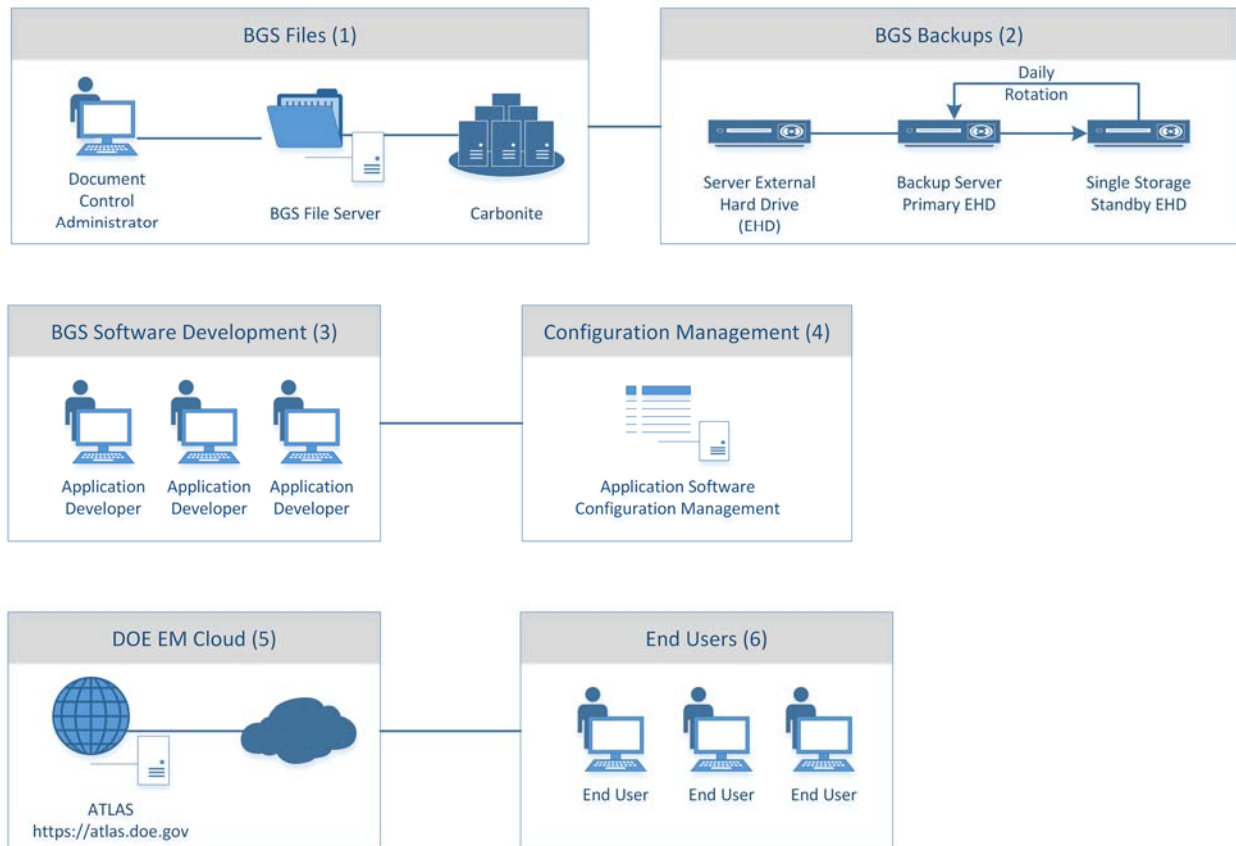 BGS Files (1)
Document
Control
Administrator
BGS File Server
Carbonite
BGS Backups (2)
Daily
Rotation
Server External
Hard Drive
(EHD)
Backup Server
Primary EHD
Single Storage
Standby EHD
BGS Software Development (3)
Application
Developer
Application
Developer
Application
Developer
Configuration Management (4)
Application Software
Configuration Management
DOE EM Cloud (5)
ATLAS
https://atlas.doe.gov
End Users (6)
End User
End User
End User